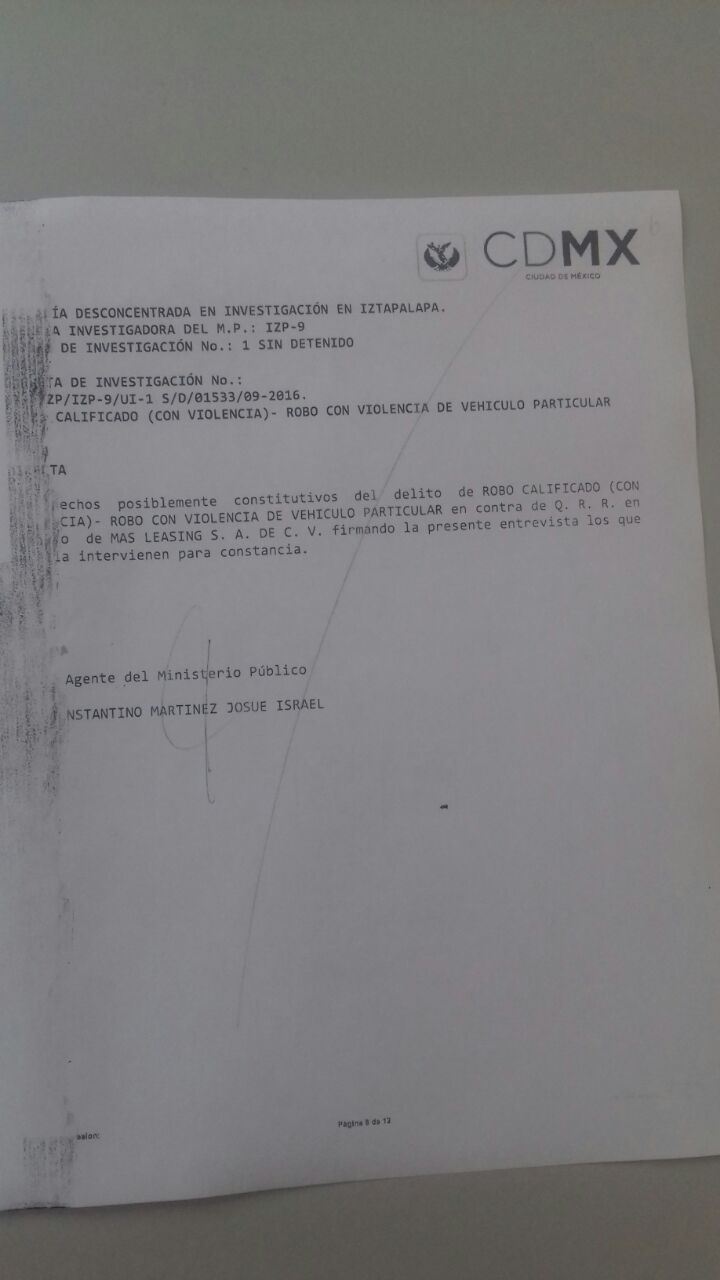 CDMX
CIUDAD DE MÉXICO
ÍA DESCONCENTRADA EN INVESTIGACIÓN EN IZTAPALAPA.
A INVESTIGADORA DEL M.P.: IZP-9
DE INVESTIGACIÓN No.: 1 SIN DETENIDO
TA DE INVESTIGACIÓN No.:
ZP/IZP-9/UI-1 S/D/01533/09-2016.
CALIFICADO (CON VIOLENCIA)- ROBO CON VIOLENCIA DE VEHICULO PARTICULAR
TA
echos posiblemente constitutivos del delito de ROBO CALIFICADO (CON
CIA)- ROBO CON VIOLENCIA DE VEHICULO PARTICULAR en contra de Q. R. R. en
o de MAS LEASING S. A. DE C. V. firmando la presente entrevista los que
la intervienen para constancia.
Agente del Ministerio Público
NSTANTINO MARTINEZ JOSUE ISRAEL
Página 8 de 12